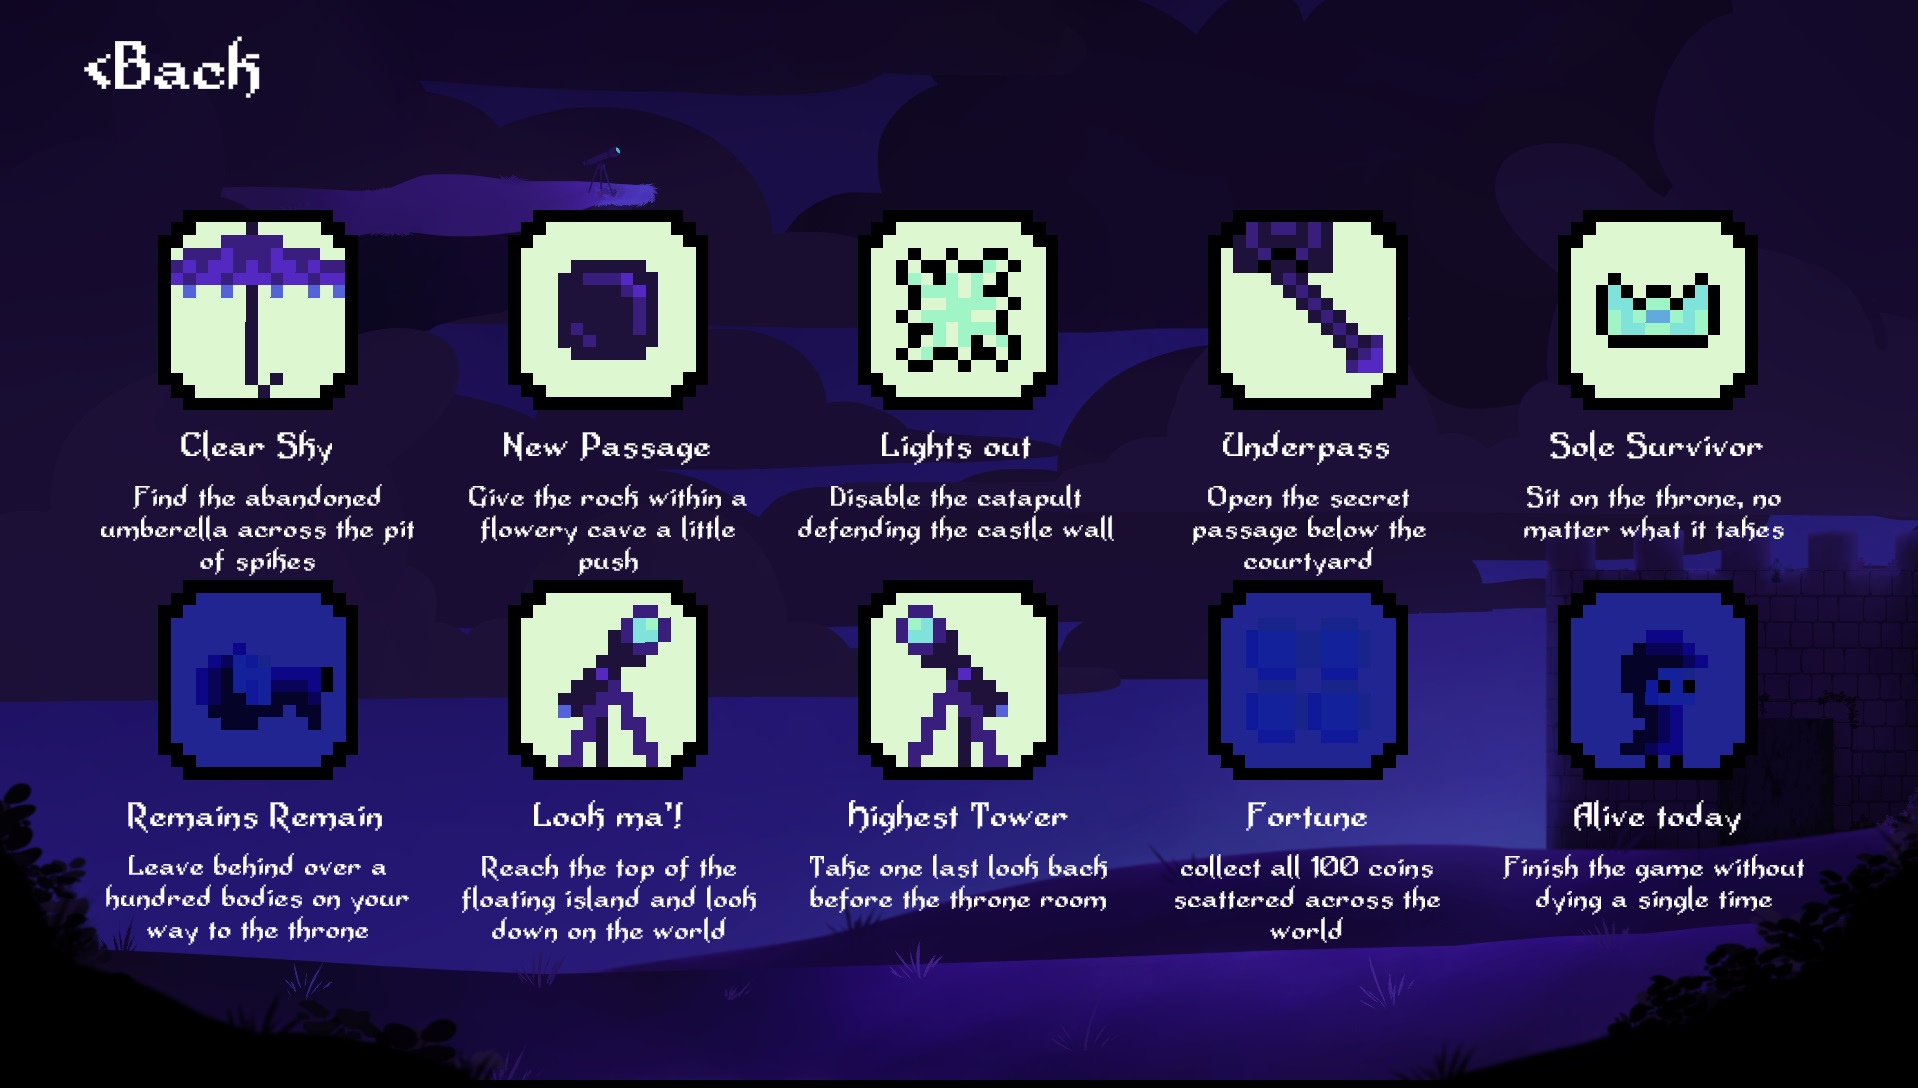 <Back
Clear Sky
Find the abandoned
umberella across the pit
of spikes
New Passage
Give the rock within a
flowery cave a little
push
Lights out
Disable the catapult
defending the castle wall
Underpass
Open the secret
passage below the
courtyard
Sole Survivor
Sit on the throne, no
matter what it takes
Remains Remain
Leave behind over a
hundred bodies on your
way to the throne
Look ma'!
Reach the top of the
floating island and look
down on the world
Highest Tower
Take one last look back
before the throne room
Fortune
collect all 100 coins
scattered across the
world
Alive today
Finish the game without
dying a single time